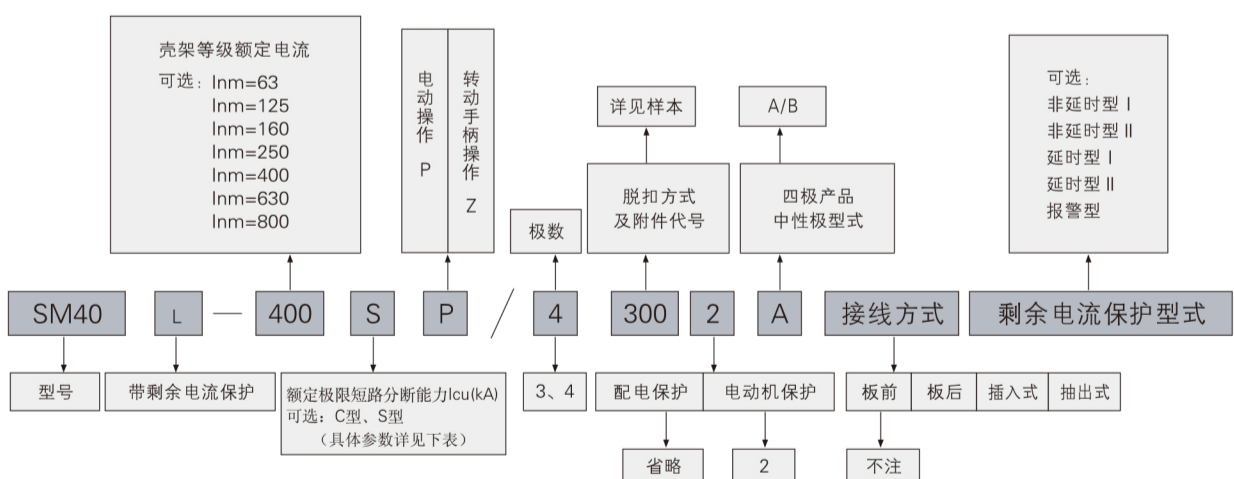 壳架等级额定电流
可选：Inm=63
Inm=125
Inm=160
Inm=250
Inm=400
Inm=630
Inm=800
电动操作 P
转动手柄操作 Z
极数
详见样本
脱扣方式
及附件代号
A/B
四极产品
中性极型式
可选：
非延时型 I
非延时型 II
延时型 I
延时型 II
报警型
SM40 L — 400 S P / 4 300 2 A 接线方式 剩余电流保护型式
型号
带剩余电流保护
额定极限短路分断能力Icu(kA)
可选：C型、S型
（具体参数详见下表）
3、4
配电保护 电动机保护
省略 2
板前 板后 插入式 抽出式
不注